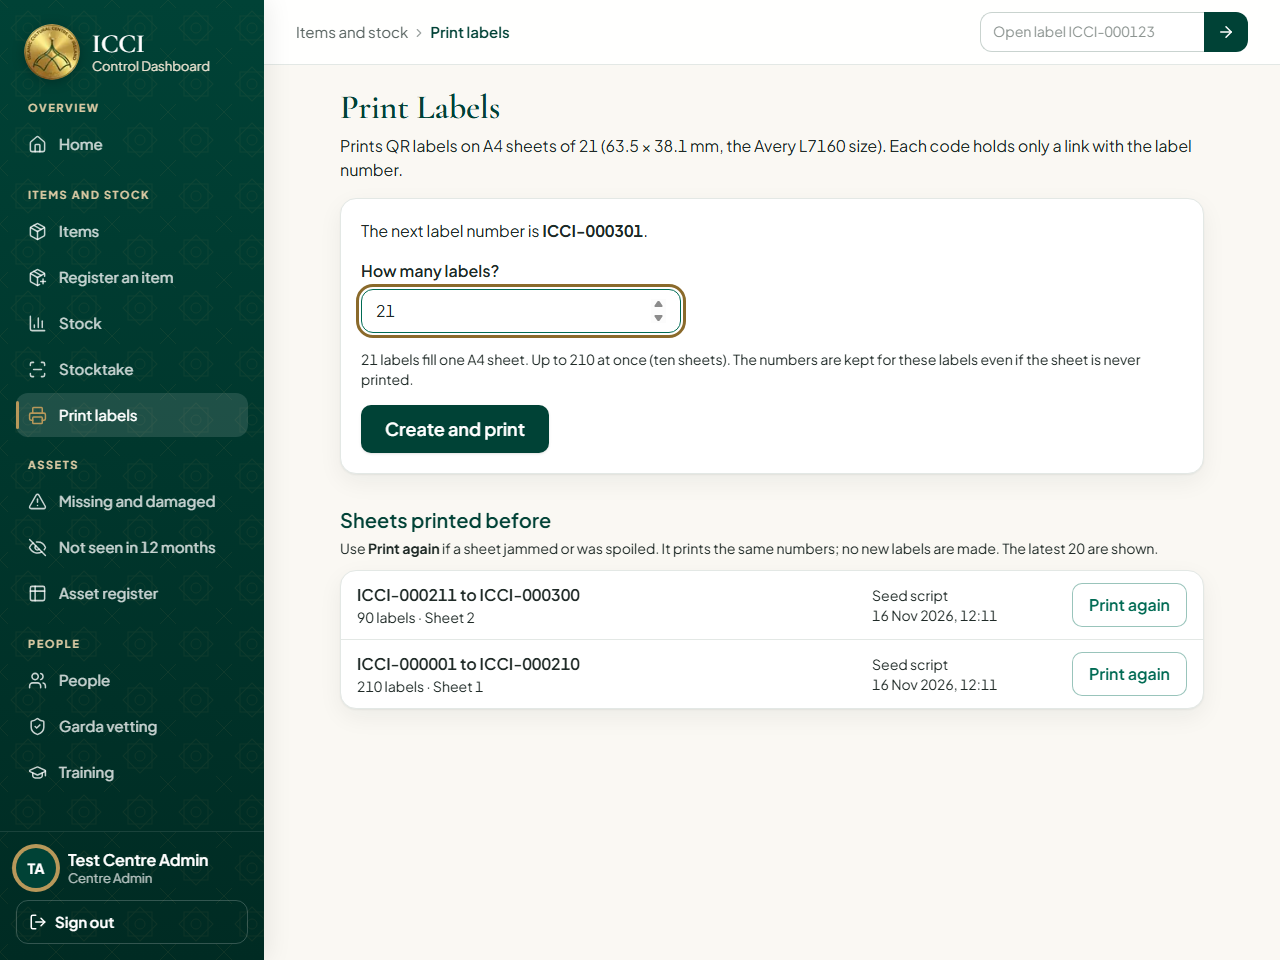 ICCI
Control Dashboard
OVERVIEW
Home
ITEMS AND STOCK
Items
Register an item
Stock
Stocktake
Print labels
ASSETS
Missing and damaged
Not seen in 12 months
Asset register
PEOPLE
People
Garda vetting
Training
TA
Test Centre Admin
Centre Admin
Sign out
Items and stock › Print labels
Open label ICCI-000123
Print Labels
Prints QR labels on A4 sheets of 21 (63.5 × 38.1 mm, the Avery L7160 size). Each code holds only a link with the label
number.
The next label number is ICCI-000301.
How many labels?
21
21 labels fill one A4 sheet. Up to 210 at once (ten sheets). The numbers are kept for these labels even if the sheet is never
printed.
Create and print
Sheets printed before
Use Print again if a sheet jammed or was spoiled. It prints the same numbers; no new labels are made. The latest 20 are shown.
ICCI-000211 to ICCI-000300
90 labels · Sheet 2
Seed script
16 Nov 2026, 12:11
Print again
ICCI-000001 to ICCI-000210
210 labels · Sheet 1
Seed script
16 Nov 2026, 12:11
Print again